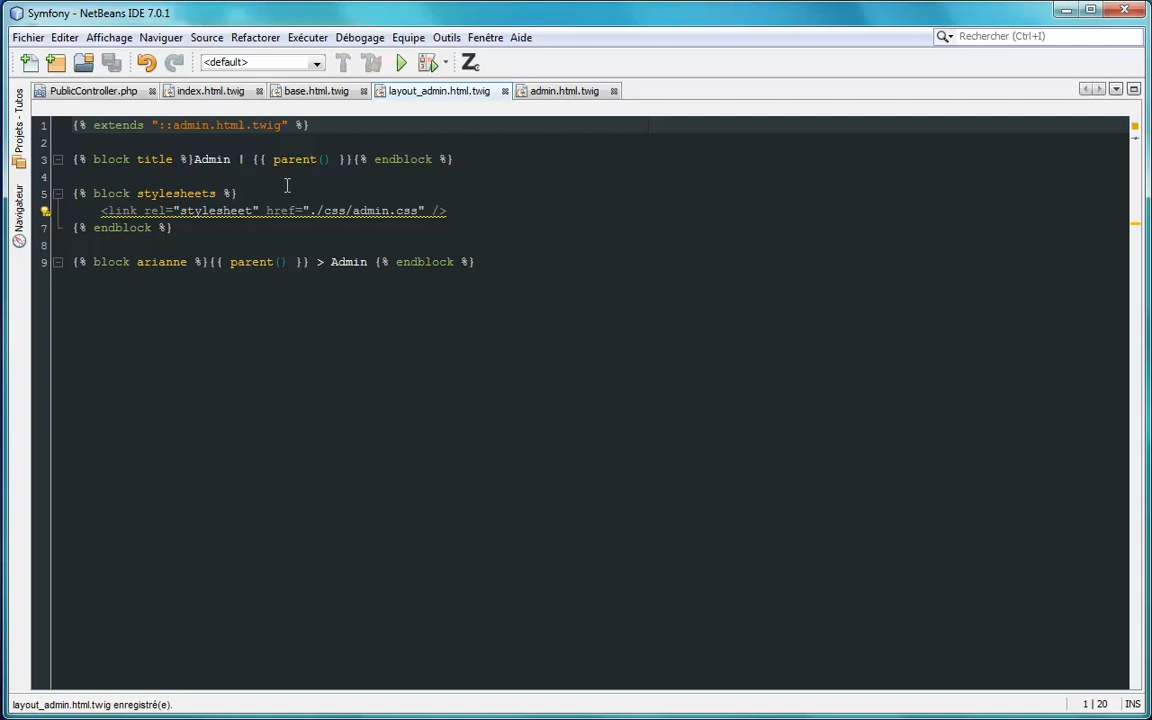 Symfony - NetBeans IDE 7.0.1
Fichier Editer Affichage Naviguer Source Refactorer Exécuter Débogage Equipe Outils Fenêtre Aide
Rechercher (Ctrl+I)
<default>
PublicController.php index.html.twig base.html.twig layout_admin.html.twig admin.html.twig
Projets - Tutos
Navigateur
1 {% extends "::admin.html.twig" %}
2
3 {% block title %}Admin | {{ parent() }}{% endblock %}
4
5 {% block stylesheets %}
<link rel="stylesheet" href="./css/admin.css" />
7 {% endblock %}
8
9 {% block arianne %}{{ parent() }} > Admin {% endblock %}
layout_admin.html.twig enregistré(e).
1 | 20 INS